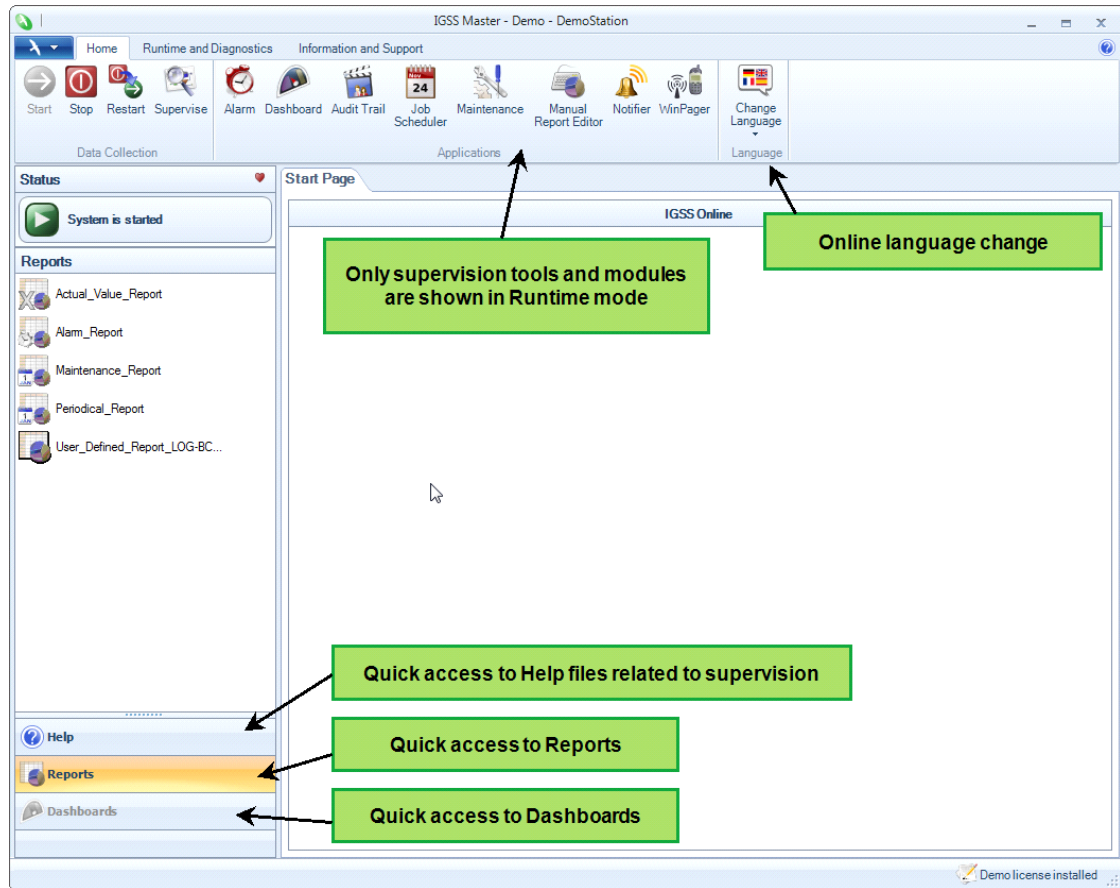 IGSS Master - Demo - DemoStation
Home Runtime and Diagnostics Information and Support
Start Stop Restart Supervise Alarm Dashboard Audit Trail Job Scheduler Maintenance Manual Report Editor Notifier WinPager Change Language
Nov
24
31
Data Collection Applications Language
Status
System is started
Start Page
IGSS Online
Only supervision tools and modules
are shown in Runtime mode
Online language change
Reports
Actual_Value_Report
Alarm_Report
Maintenance_Report
Periodical_Report
User_Defined_Report_LOG-BC...
Quick access to Help files related to supervision
Quick access to Reports
Quick access to Dashboards
Help
Reports
Dashboards
Demo license installed